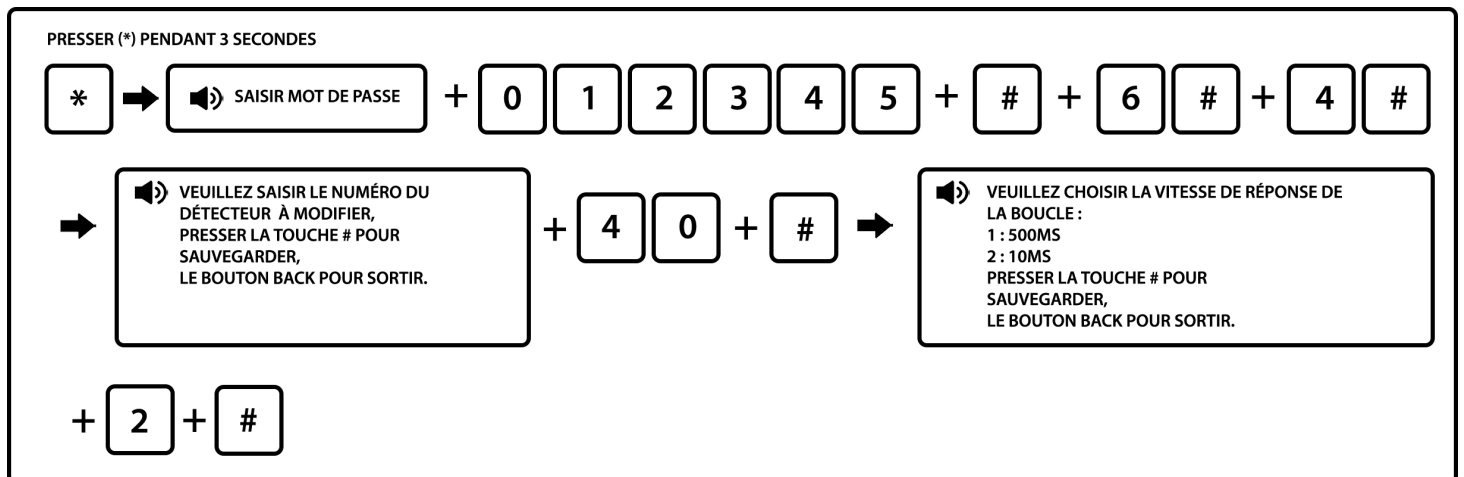 PRESSER (*) PENDANT 3 SECONDES
* SAISIR MOT DE PASSE + 0 1 2 3 4 5 + # + 6 # + 4 #
VEUILLEZ SAISIR LE NUMÉRO DU
DÉTECTEUR À MODIFIER,
PRESSER LA TOUCHE # POUR
SAUVEGARDER,
LE BOUTON BACK POUR SORTIR.
+ 4 0 + #
VEUILLEZ CHOISIR LA VITESSE DE RÉPONSE DE
LA BOUCLE :
1 : 500MS
2 : 10MS
PRESSER LA TOUCHE # POUR
SAUVEGARDER,
LE BOUTON BACK POUR SORTIR.
+ 2 + #